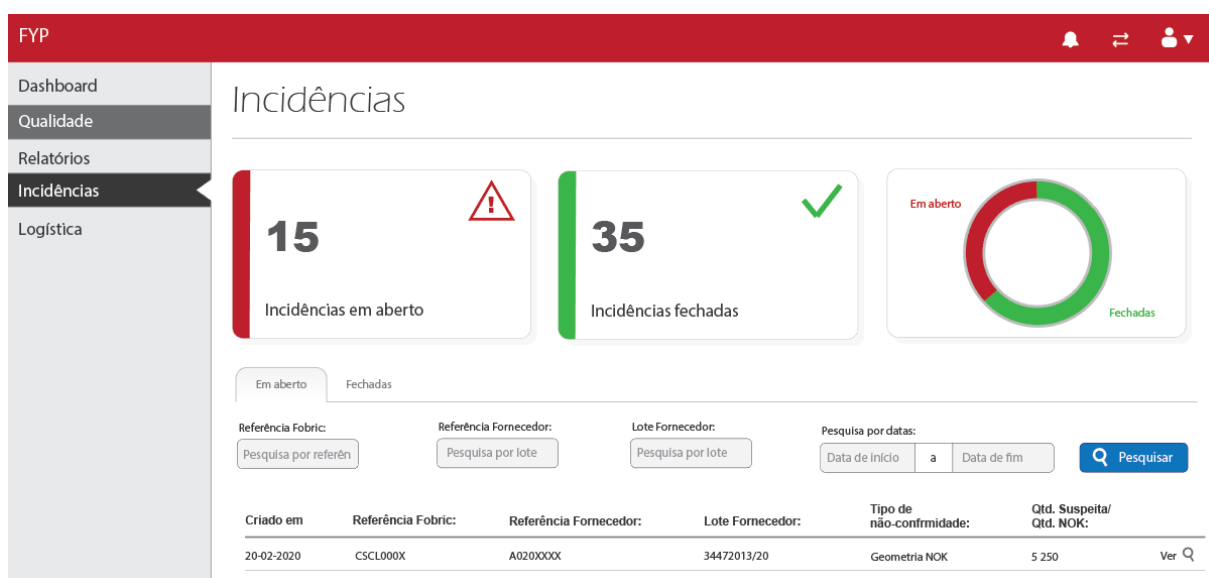 FYP
Dashboard
Qualidade
Relatórios
Incidências
Logística
Incidências
15
Incidências em aberto
35
Incidências fechadas
Em aberto
Fechadas
Em aberto Fechadas
Referência Fobric: Referência Fornecedor: Lote Fornecedor: Pesquisa por datas:
Pesquisa por referên Pesquisa por lote Pesquisa por lote Data de início a Data de fim Pesquisar
Criado em Referência Fobric: Referência Fornecedor: Lote Fornecedor: Tipo de não-confrmidade: Qtd. Suspeita/ Qtd. NOK:
20-02-2020 CSCL000X A020XXXX 34472013/20 Geometria NOK 5 250 Ver